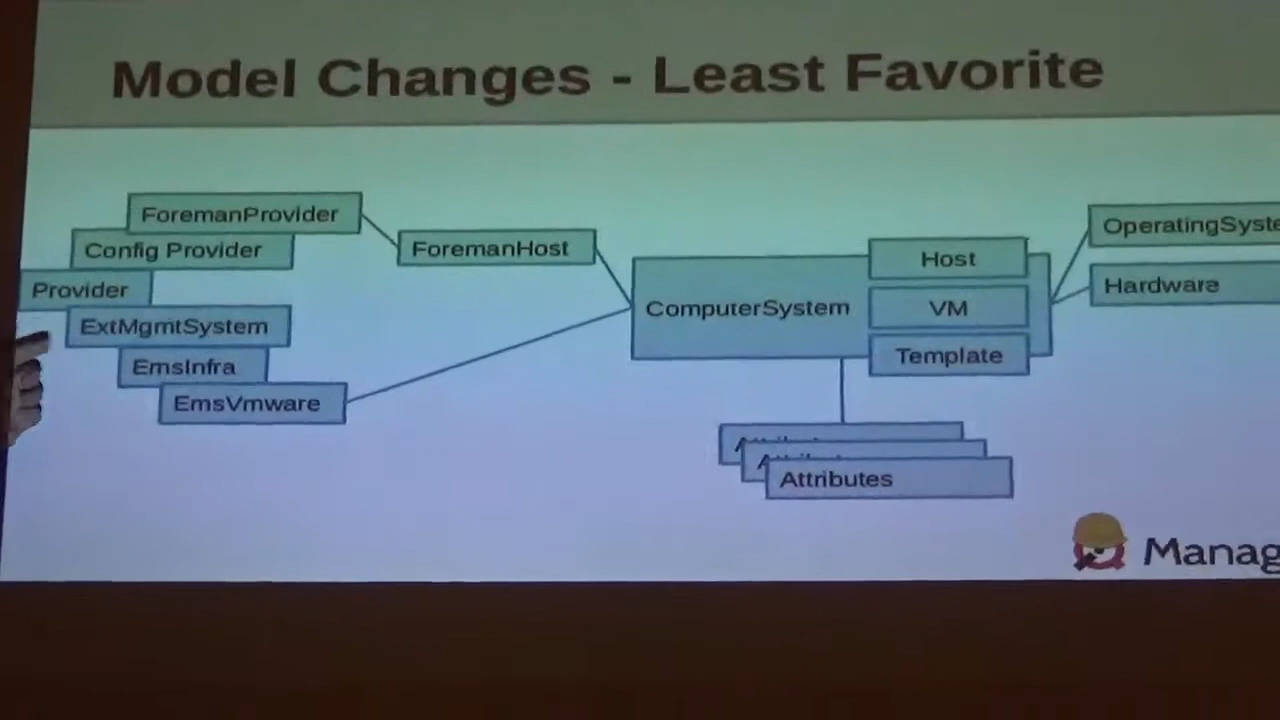 Model Changes - Least Favorite
ForemanProvider
Config Provider
Provider
ExtMgmtSystem
EmsInfra
EmsVmware
ForemanHost
ComputerSystem
Host
VM
Template
OperatingSyste
Hardware
Attributes
Manag